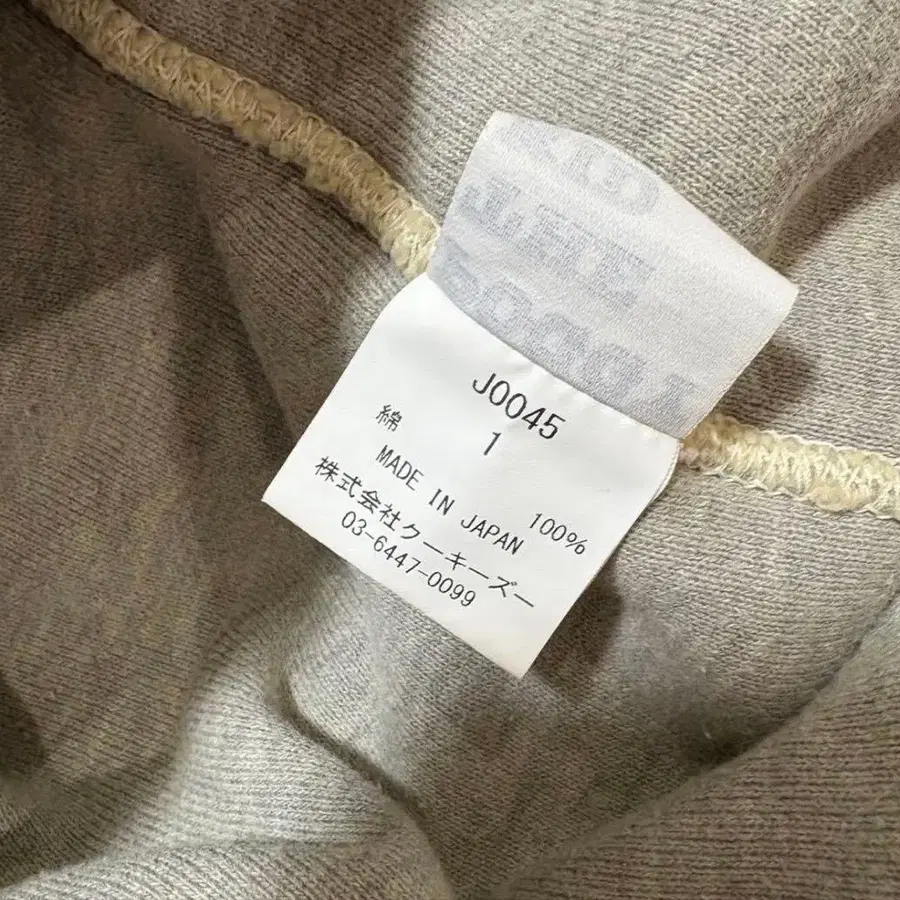 J0045
1
綿 100%
MADE IN JAPAN
株式会社クーキーズー
03-6447-0099